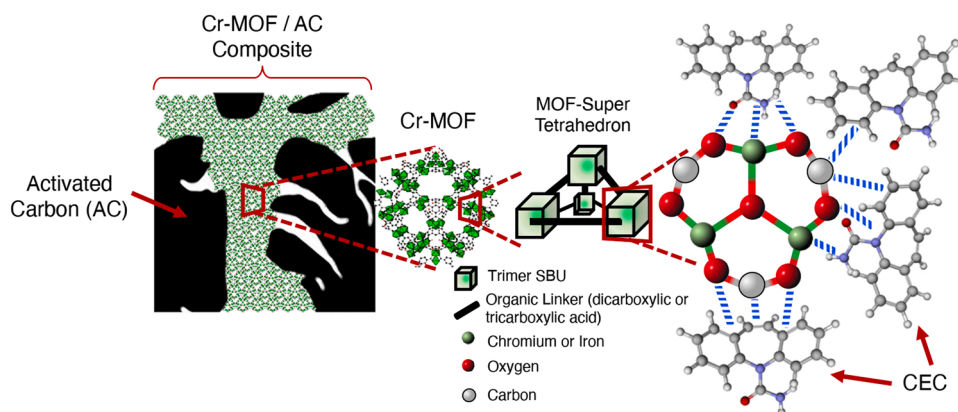 Cr-MOF / AC
Composite
Activated
Carbon (AC)
Cr-MOF
MOF-Super
Tetrahedron
Trimer SBU
Organic Linker (dicarboxylic or
tricarboxylic acid)
Chromium or Iron
Oxygen
Carbon
CEC